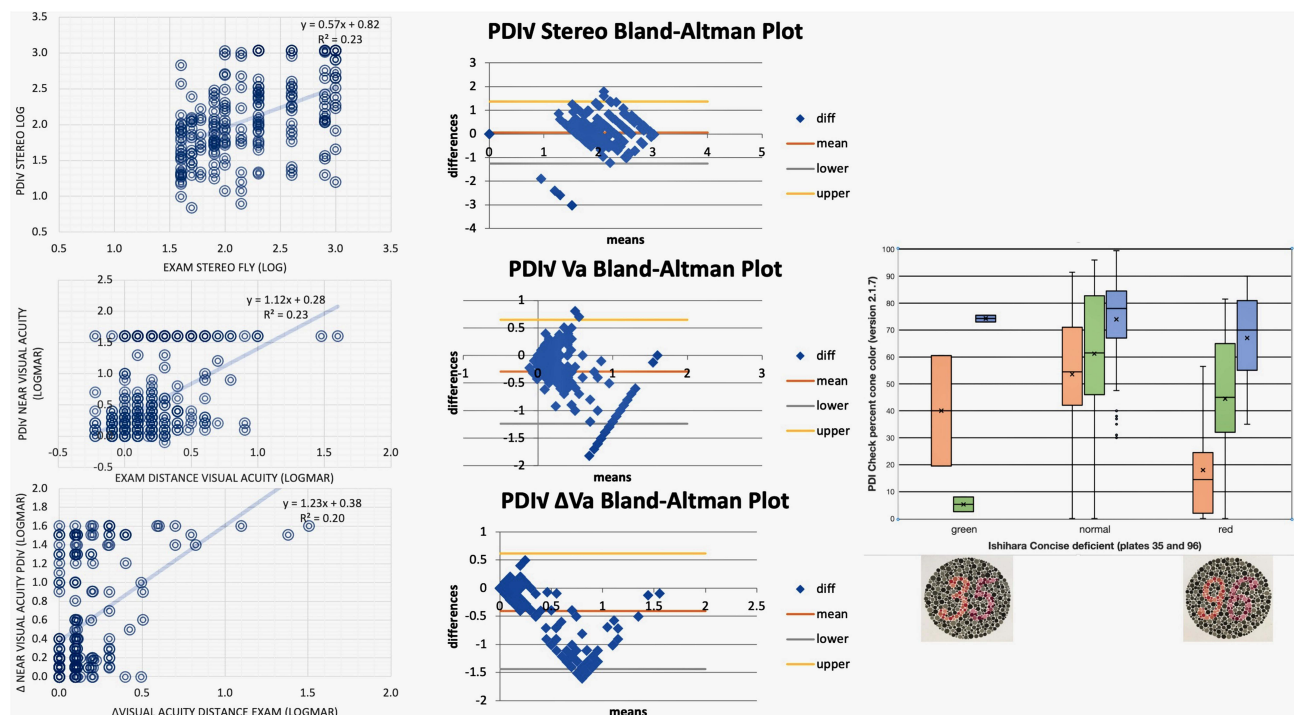 y = 0.57x + 0.82
R² = 0.23
3.5
3.0
2.5
2.0
1.5
1.0
0.5
PDIV STEREO LOG
0.5 1.0 1.5 2.0 2.5 3.0 3.5
EXAM STEREO FLY (LOG)
PDI√ Stereo Bland-Altman Plot
3
2
1
0
-1
-2
-3
-4
differences
0 1 2 3 4 5
means
diff
mean
lower
upper
y = 1.12x + 0.28
R² = 0.23
2.5
2.0
1.5
1.0
0.5
0.0
-0.5
PDIV NEAR VISUAL ACUITY
(LOGMAR)
-0.5 0.0 0.5 1.0 1.5 2.0
EXAM DISTANCE VISUAL ACUITY (LOGMAR)
PDI√ Va Bland-Altman Plot
1
0.5
0
-0.5
-1
-1.5
-2
differences
-1 0 1 2 3
means
diff
mean
lower
upper
y = 1.23x + 0.38
R² = 0.20
2.0
1.8
1.6
1.4
1.2
1.0
0.8
0.6
0.4
0.2
0.0
Δ NEAR VISUAL ACUITY PDIV (LOGMAR)
0.0 0.5 1.0 1.5 2.0
ΔVISUAL ACUITY DISTANCE EXAM (LOGMAR)
PDI√ ΔVa Bland-Altman Plot
1
0.5
0
-0.5
-1
-1.5
-2
differences
0 0.5 1 1.5 2 2.5
means
diff
mean
lower
upper
100
90
80
70
60
50
40
30
20
10
0
PDI Check percent cone color (version 2.1.7)
green normal red
Ishihara Concise deficient (plates 35 and 96)
35
96